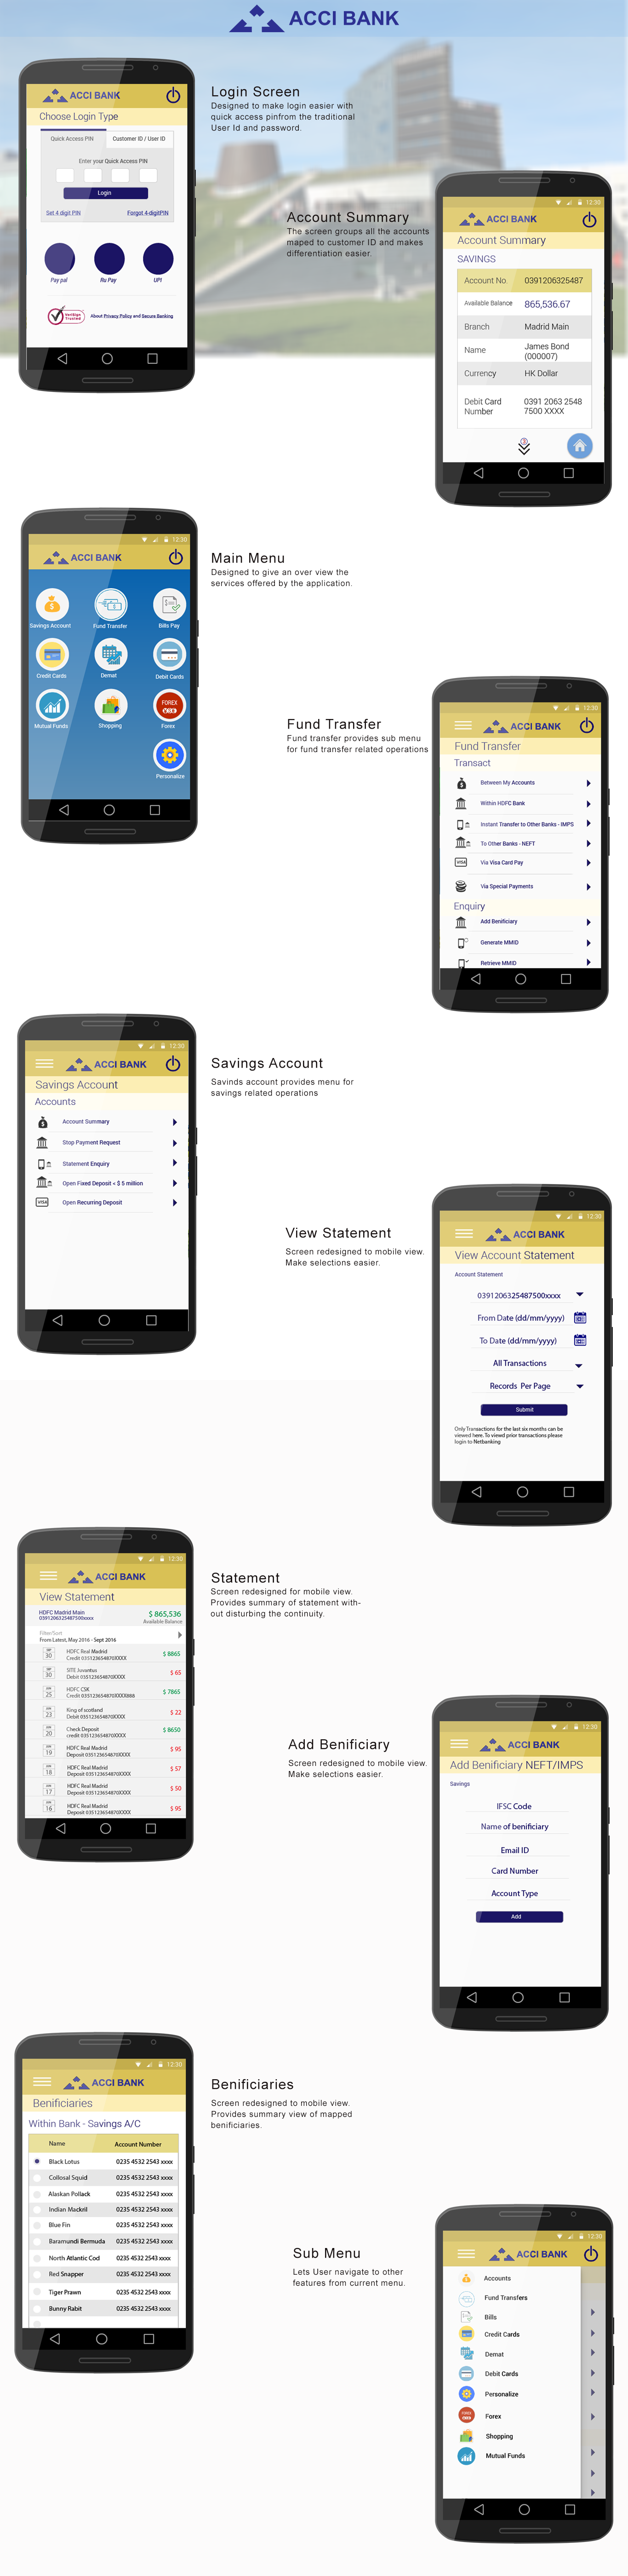 ACCI BANK
ACCI BANK
Choose Login Type
Quick Access PIN
Customer ID / User ID
Enter your Quick Access PIN
Login
Set 4 digit PIN
Forgot 4-digitPIN
Pay pal
Ru Pay
UPI
VeriSign
Trusted
About Privacy Policy and Secure Banking
Login Screen
Designed to make login easier with
quick access pinfrom the traditional
User Id and password.
Account Summary
The screen groups all the accounts
maped to customer ID and makes
differentiation easier.
12:30
ACCI BANK
Account Summary
SAVINGS
Account No. 0391206325487
Available Balance 865,536.67
Branch Madrid Main
Name James Bond
(000007)
Currency HK Dollar
Debit Card 0391 2063 2548
Number 7500 XXXX
12:30
ACCI BANK
Savings Account
Fund Transfer
Bills Pay
Credit Cards
Demat
Debit Cards
Mutual Funds
Shopping
FOREX
Forex
Personalize
Main Menu
Designed to give an over view the
services offered by the application.
Fund Transfer
Fund transfer provides sub menu
for fund transfer related operations
12:30
ACCI BANK
Fund Transfer
Transact
Between My Accounts
Within HDFC Bank
Instant Transfer to Other Banks - IMPS
To Other Banks - NEFT
VISA
Via Visa Card Pay
Via Special Payments
Enquiry
Add Benificiary
Generate MMID
Retrieve MMID
12:30
ACCI BANK
Savings Account
Accounts
Account Summary
Stop Payment Request
Statement Enquiry
Open Fixed Deposit < $ 5 million
VISA
Open Recurring Deposit
Savings Account
Savinds account provides menu for
savings related operations
View Statement
Screen redesigned to mobile view.
Make selections easier.
12:30
ACCI BANK
View Account Statement
Account Statement
0391206325487500xxxx
From Date (dd/mm/yyyy)
To Date (dd/mm/yyyy)
All Transactions
Records Per Page
Submit
Only Transactions for the last six months can be
viewed here. To viewd prior transactions please
login to Netbanking
12:30
ACCI BANK
View Statement
HDFC Madrid Main
0391206325487500xxxx
$ 865,536
Available Balance
Filter/Sort
From Latest, May 2016 - Sept 2016
30 HDFC Real Madrid
Credit 035123654870XXXX $ 8865
30 SITE Juvantus
Debit 035123654870XXXX $ 65
25 HDFC CSK
Credit 035123654870XXXX888 $ 7865
23 King of scotland
Debit 035123654870XXXX $ 22
20 Check Deposit
credit 035123654870XXXX $ 8650
19 HDFC Real Madrid
Deposit 035123654870XXXX $ 95
18 HDFC Real Madrid
Deposit 035123654870XXXX $ 57
17 HDFC Real Madrid
Deposit 035123654870XXXX $ 50
16 HDFC Real Madrid
Deposit 035123654870XXXX $ 95
Statement
Screen redesigned for mobile view.
Provides summary of statement with-
out disturbing the continuity.
Add Benificiary
Screen redesigned to mobile view.
Make selections easier.
12:30
ACCI BANK
Add Benificiary NEFT/IMPS
Savings
IFSC Code
Name of benificiary
Email ID
Card Number
Account Type
Add
12:30
ACCI BANK
Benificiaries
Within Bank - Savings A/C
Name Account Number
Black Lotus 0235 4532 2543 xxxx
Collosal Squid 0235 4532 2543 xxxx
Alaskan Pollack 0235 4532 2543 xxxx
Indian Mackril 0235 4532 2543 xxxx
Blue Fin 0235 4532 2543 xxxx
Baramundi Bermuda 0235 4532 2543 xxxx
North Atlantic Cod 0235 4532 2543 xxxx
Red Snapper 0235 4532 2543 xxxx
Tiger Prawn 0235 4532 2543 xxxx
Bunny Rabit 0235 4532 2543 xxxx
Benificiaries
Screen redesigned to mobile view.
Provides summary view of mapped
benificiaries.
Sub Menu
Lets User navigate to other
features from current menu.
12:30
ACCI BANK
Accounts
Fund Transfers
Bills
Credit Cards
Demat
Debit Cards
Personalize
Forex
Shopping
Mutual Funds